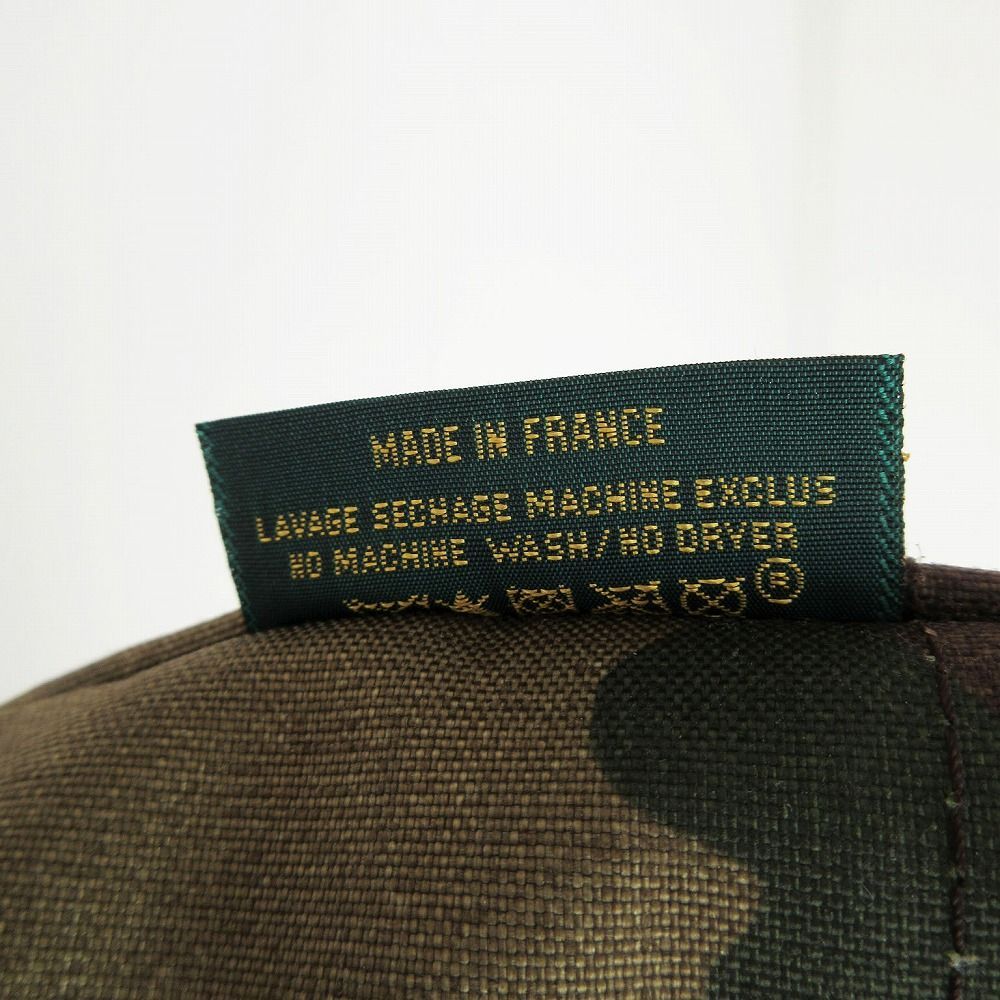 MADE IN FRANCE
LAVAGE SECHAGE MACHINE EXCLUS
NO MACHINE WASH/NO DRYER
®